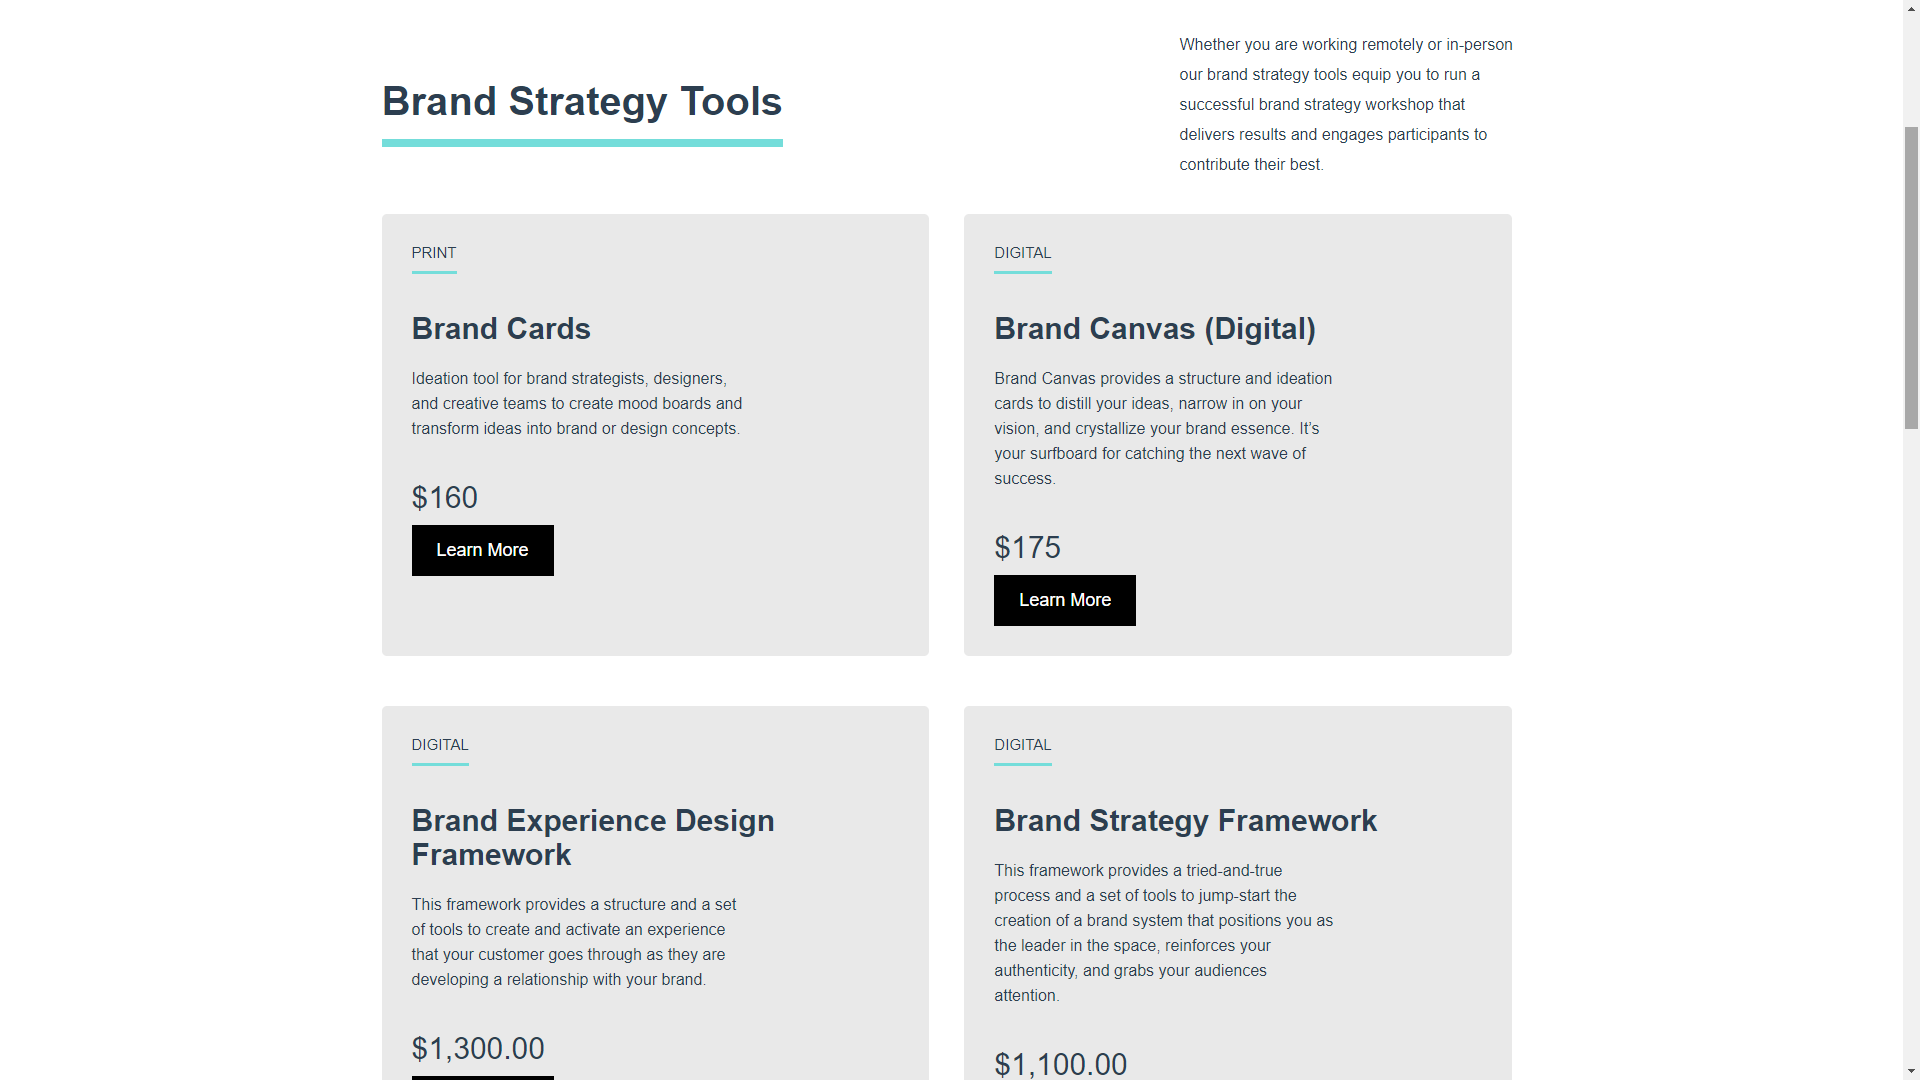 Brand Strategy Tools
Whether you are working remotely or in-person
our brand strategy tools equip you to run a
successful brand strategy workshop that
delivers results and engages participants to
contribute their best.
PRINT
Brand Cards
Ideation tool for brand strategists, designers,
and creative teams to create mood boards and
transform ideas into brand or design concepts.
$160
Learn More
DIGITAL
Brand Canvas (Digital)
Brand Canvas provides a structure and ideation
cards to distill your ideas, narrow in on your
vision, and crystallize your brand essence. It’s
your surfboard for catching the next wave of
success.
$175
Learn More
DIGITAL
Brand Experience Design
Framework
This framework provides a structure and a set
of tools to create and activate an experience
that your customer goes through as they are
developing a relationship with your brand.
$1,300.00
DIGITAL
Brand Strategy Framework
This framework provides a tried-and-true
process and a set of tools to jump-start the
creation of a brand system that positions you as
the leader in the space, reinforces your
authenticity, and grabs your audiences
attention.
$1,100.00